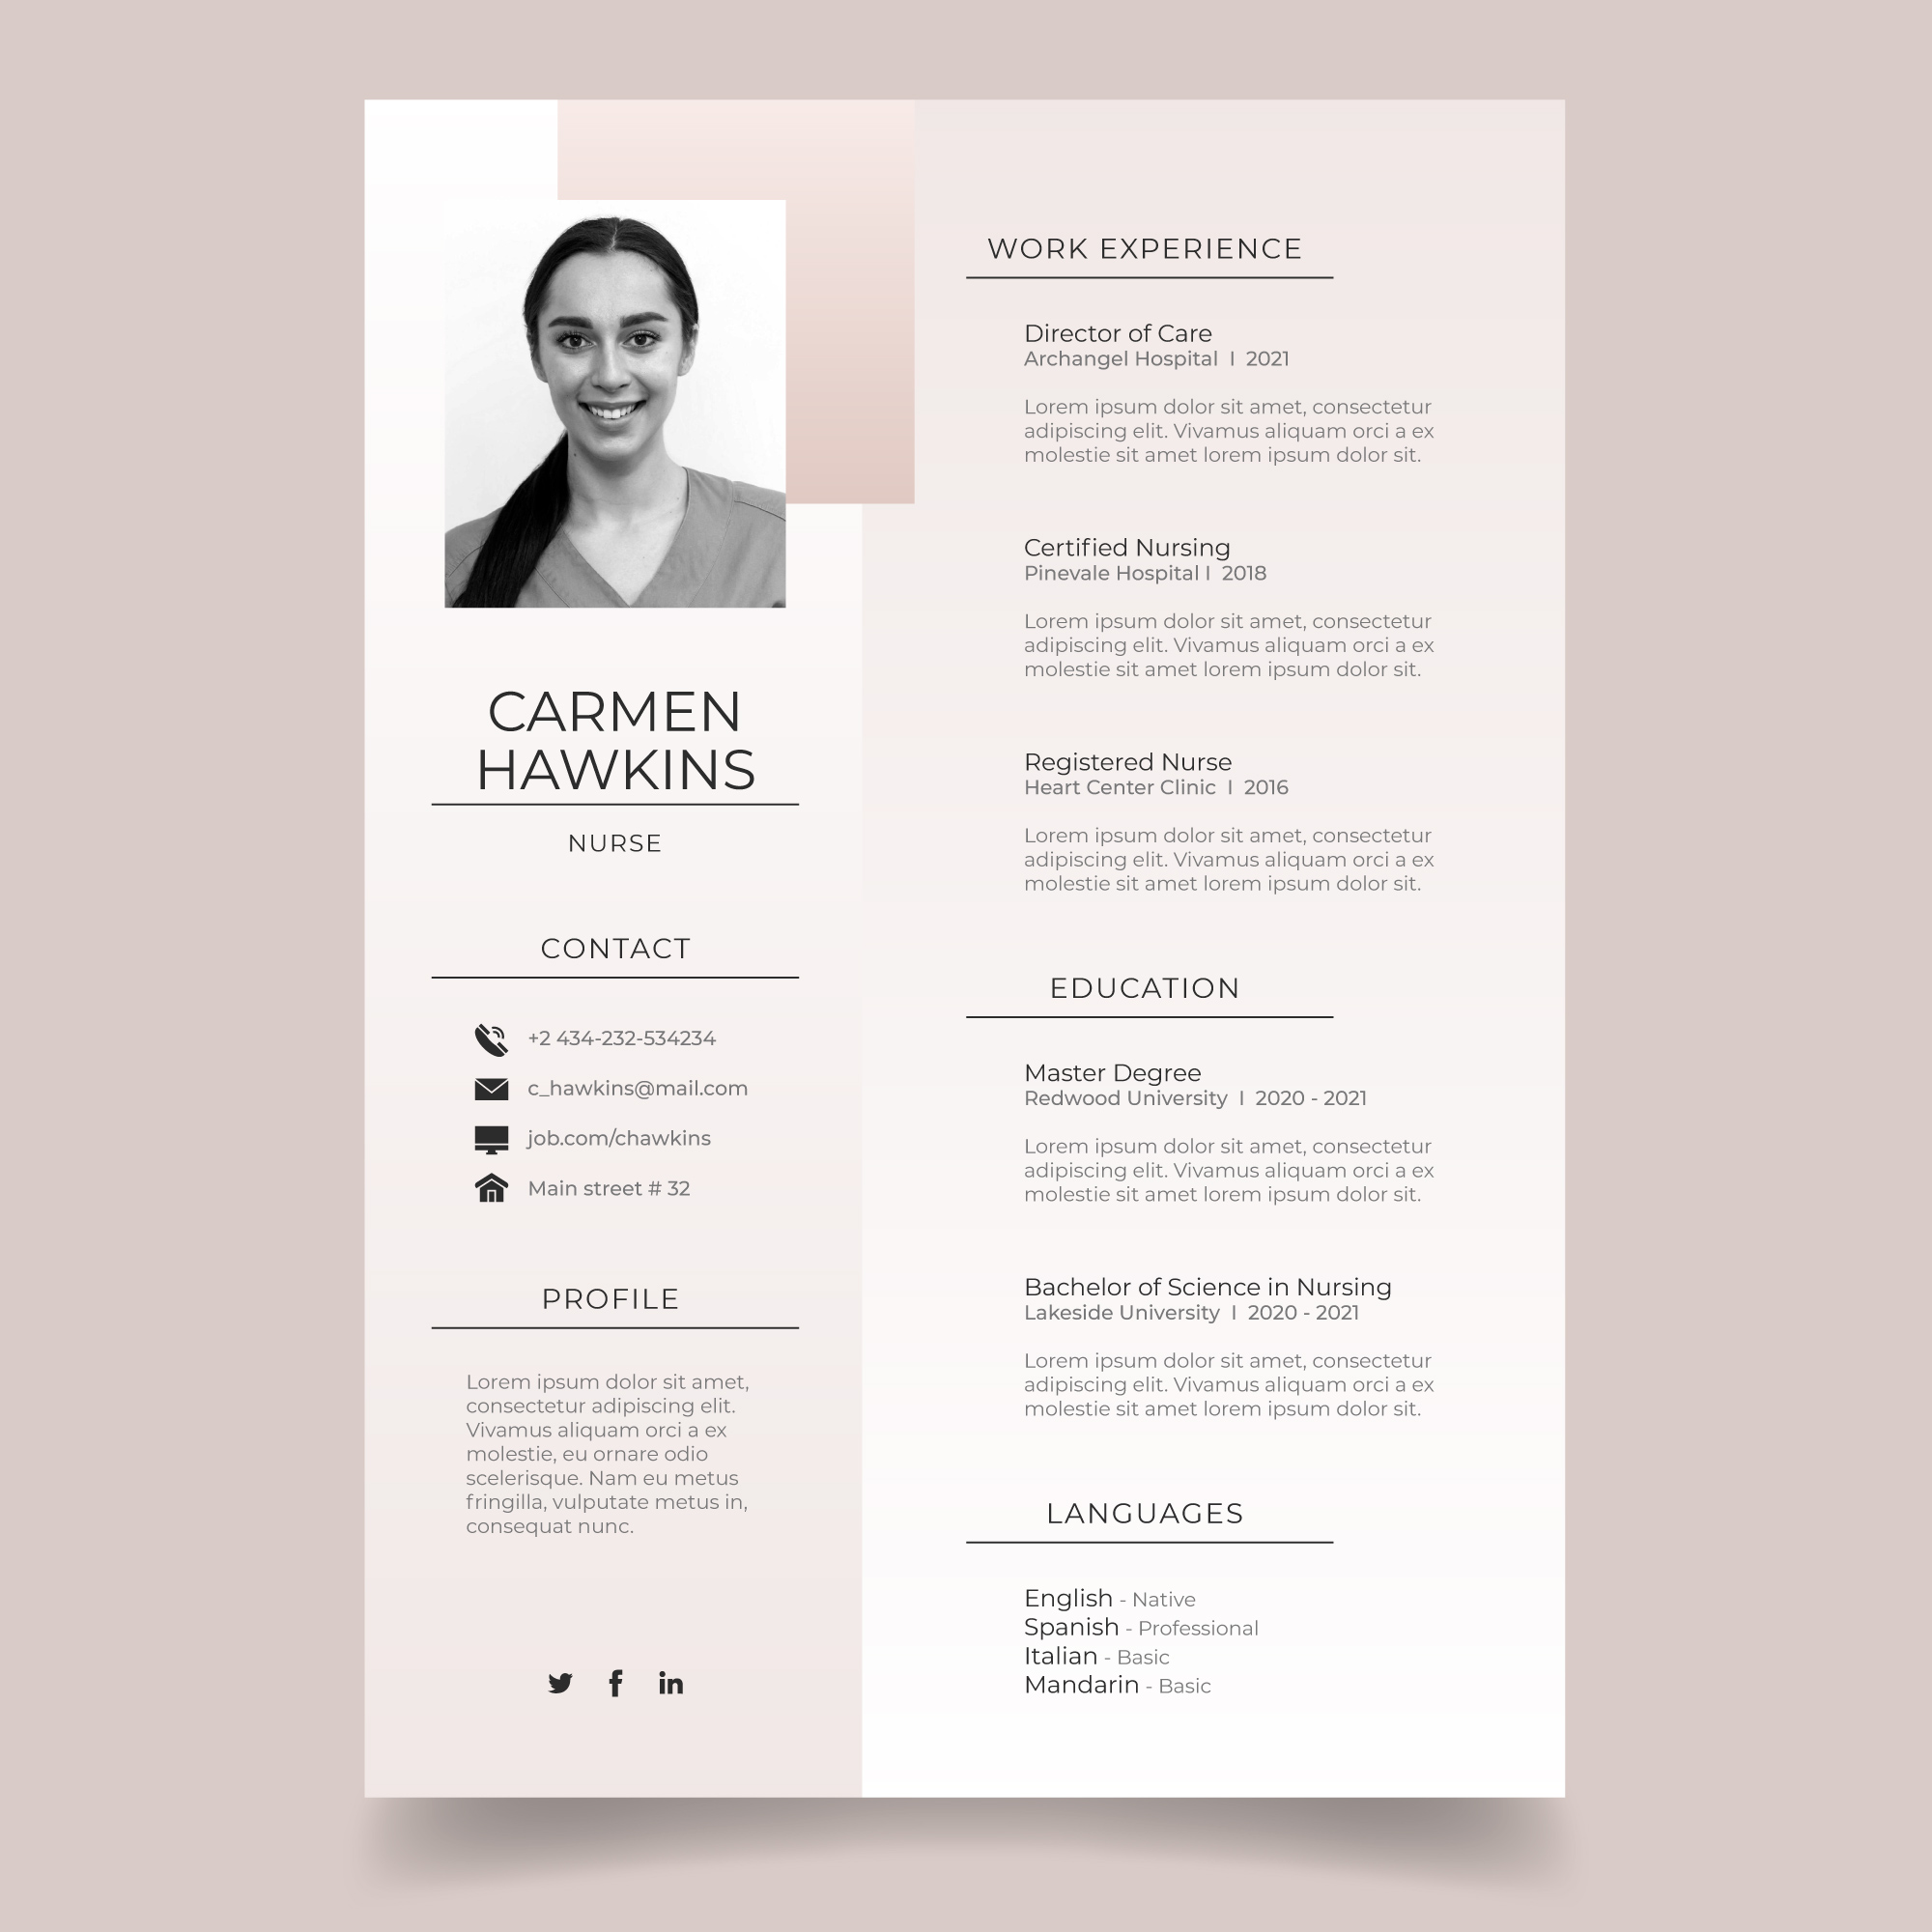 CARMEN
HAWKINS
NURSE
CONTACT
+2 434-232-534234
c_hawkins@mail.com
job.com/chawkins
Main street # 32
PROFILE
Lorem ipsum dolor sit amet,
consectetur adipiscing elit.
Vivamus aliquam orci a ex
molestie, eu ornare odio
scelerisque. Nam eu metus
fringilla, vulputate metus in,
consequat nunc.
WORK EXPERIENCE
Director of Care
Archangel Hospital I 2021
Lorem ipsum dolor sit amet, consectetur
adipiscing elit. Vivamus aliquam orci a ex
molestie sit amet lorem ipsum dolor sit.
Certified Nursing
Pinevale Hospital I 2018
Lorem ipsum dolor sit amet, consectetur
adipiscing elit. Vivamus aliquam orci a ex
molestie sit amet lorem ipsum dolor sit.
Registered Nurse
Heart Center Clinic I 2016
Lorem ipsum dolor sit amet, consectetur
adipiscing elit. Vivamus aliquam orci a ex
molestie sit amet lorem ipsum dolor sit.
EDUCATION
Master Degree
Redwood University I 2020 - 2021
Lorem ipsum dolor sit amet, consectetur
adipiscing elit. Vivamus aliquam orci a ex
molestie sit amet lorem ipsum dolor sit.
Bachelor of Science in Nursing
Lakeside University I 2020 - 2021
Lorem ipsum dolor sit amet, consectetur
adipiscing elit. Vivamus aliquam orci a ex
molestie sit amet lorem ipsum dolor sit.
LANGUAGES
English - Native
Spanish - Professional
Italian - Basic
Mandarin - Basic